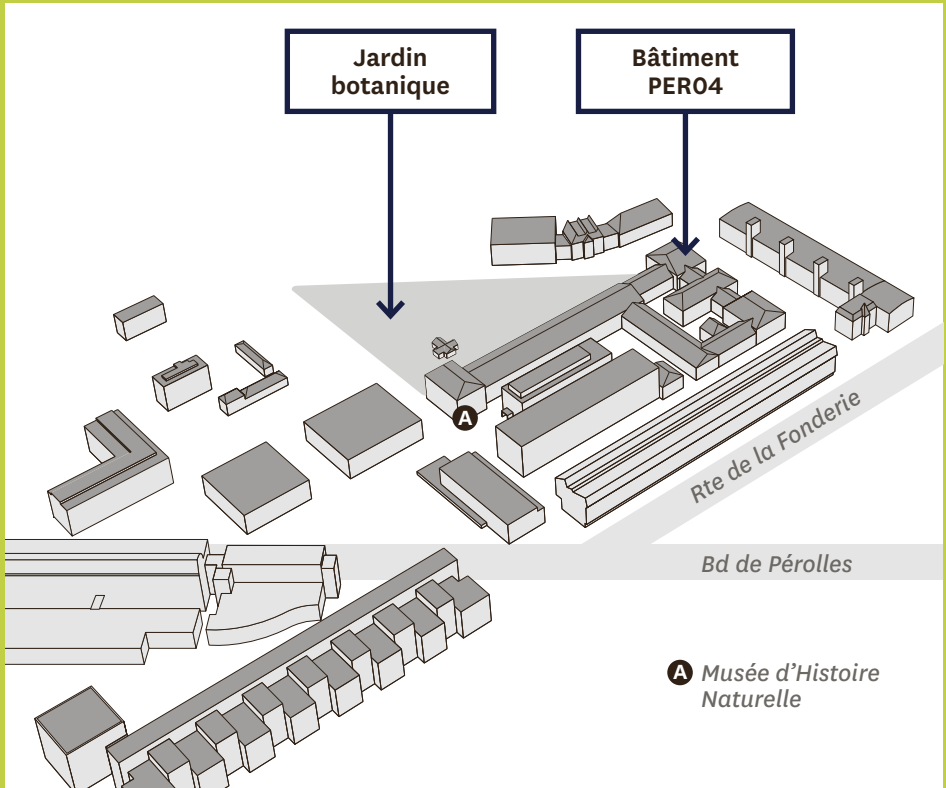 Jardin
botanique
Bâtiment
PER04
A
Rte de la Fonderie
Bd de Pérolles
A Musée d'Histoire
Naturelle